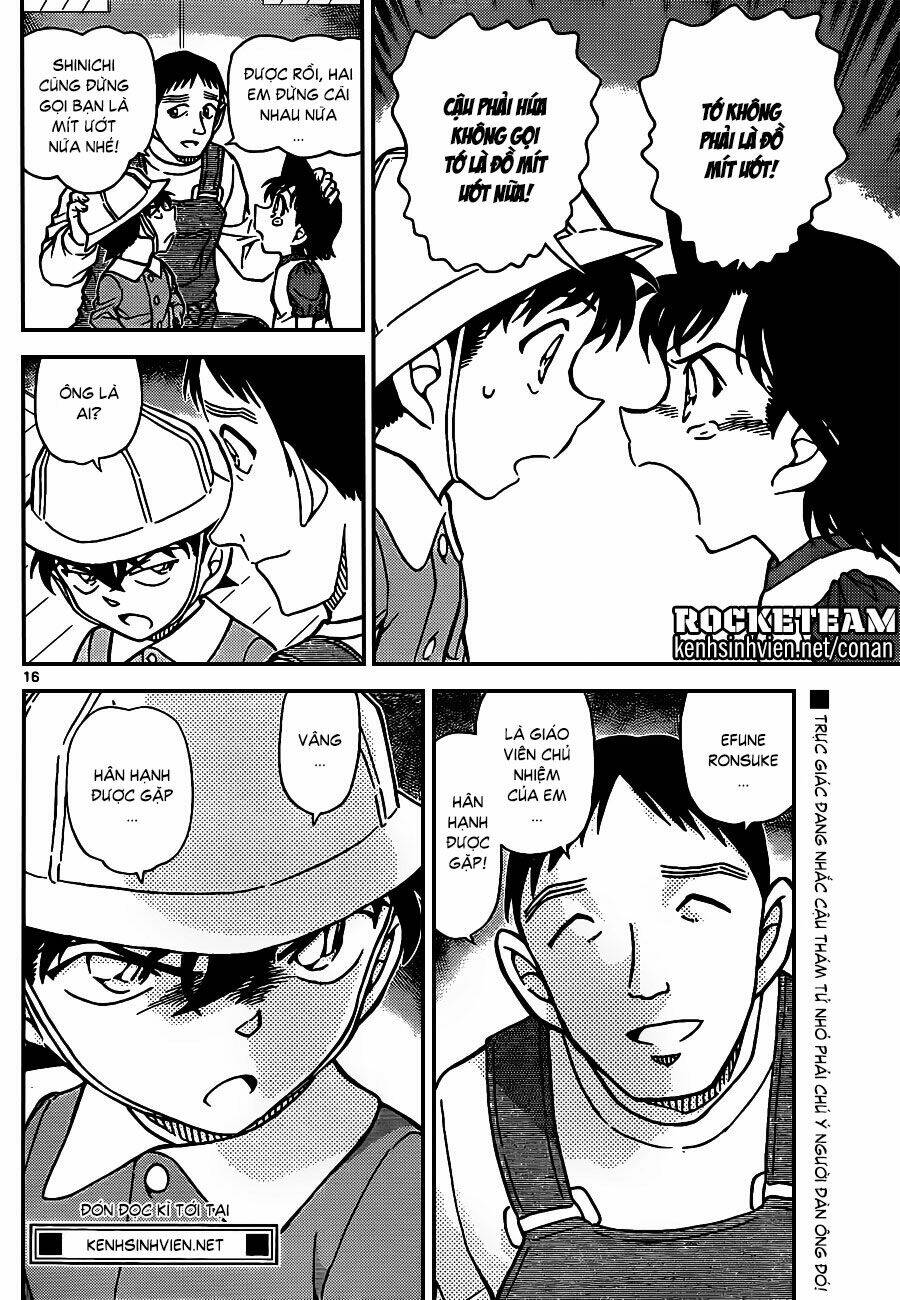 TỚ KHÔNG
PHẢI LÀ ĐỒ
MÍT ƯỚT!
CẬU PHẢI HỨA
KHÔNG GỌI
TỚ LÀ ĐỒ MÍT
ƯỚT NỮA!
ĐƯỢC RỒI, HAI
EM ĐỪNG CÃI
NHAU NỮA
...
SHINICHI
CŨNG ĐỪNG
GỌI BẠN LÀ
MÍT ƯỚT
NỮA NHÉ!
ÔNG LÀ
AI?
ROCKETEAM
kenhsinhvien.net/conan
16
EFUNE
RONSUKE
...
LÀ GIÁO
VIÊN CHỦ
NHIỆM
CỦA EM
...
HÂN
HẠNH
ĐƯỢC
GẶP!
VÂNG
...
HÂN HẠNH
ĐƯỢC GẶP
...
TRỰC GIÁC ĐANG NHẮC CẬU THÁM TỬ NHỎ PHẢI CHÚ Ý NGƯỜI ĐÀN ÔNG ĐÓ!
ĐÓN ĐỌC KÌ TỚI TẠI
KENHSINHVIEN.NET